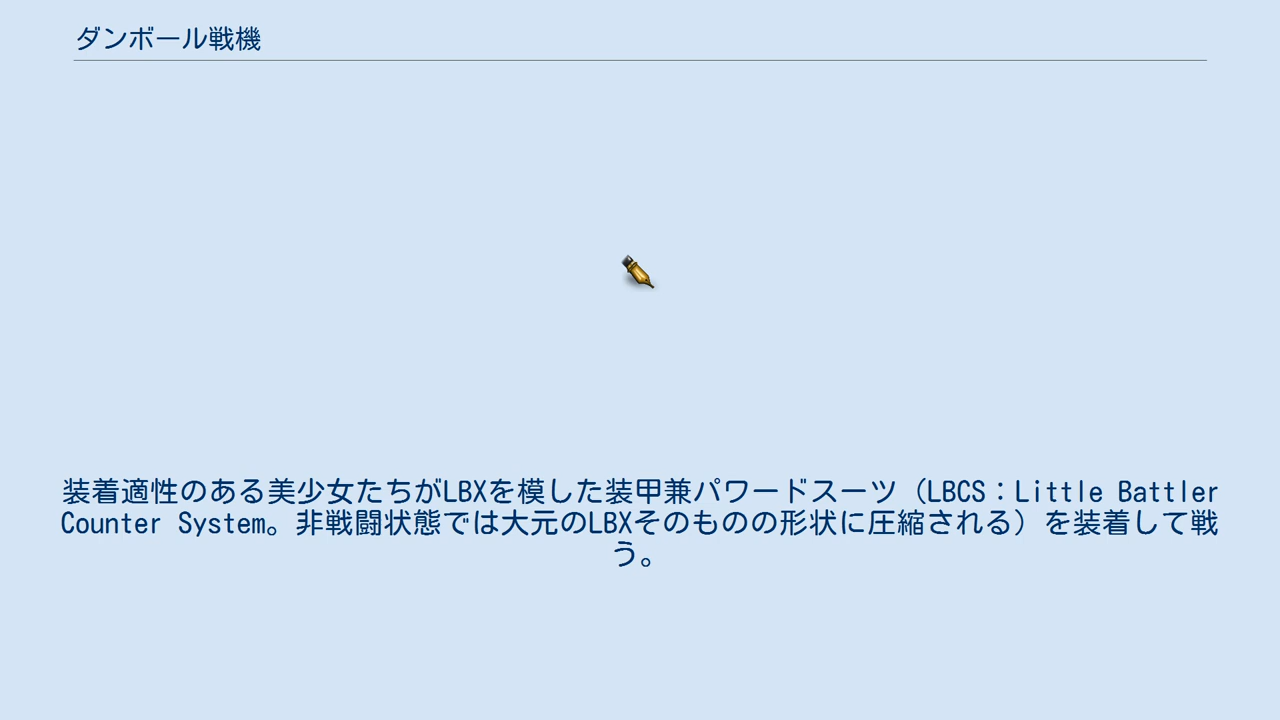 ダンボール戦機
装着適性のある美少女たちがLBXを模した装甲兼パワードスーツ（LBCS：Little Battler
Counter System。非戦闘状態では大元のLBXそのものの形状に圧縮される）を装着して戦
う。